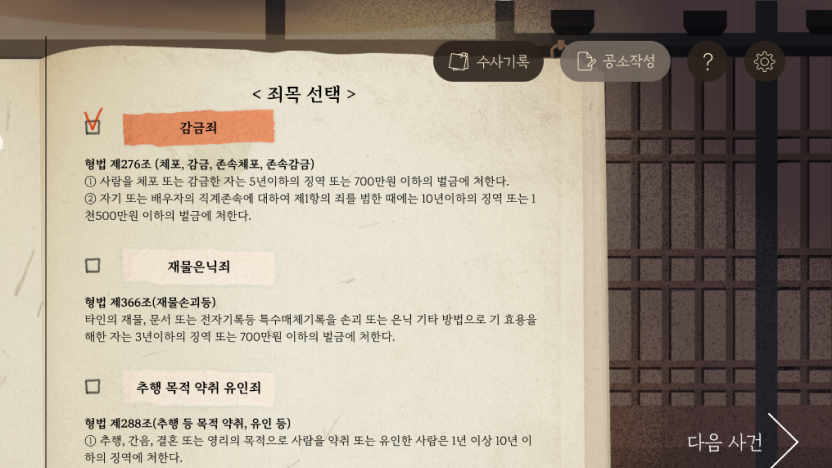 수사기록
공소작성
?
< 죄목 선택 >
감금죄
형법 제276조 (체포, 감금, 존속체포, 존속감금)
① 사람을 체포 또는 감금한 자는 5년이하의 징역 또는 700만원 이하의 벌금에 처한다.
② 자기 또는 배우자의 직계존속에 대하여 제1항의 죄를 범한 때에는 10년이하의 징역 또는 1
천500만원 이하의 벌금에 처한다.
재물은닉죄
형법 제366조(재물손괴등)
타인의 재물, 문서 또는 전자기록등 특수매체기록을 손괴 또는 은닉 기타 방법으로 기 효용을
해한 자는 3년이하의 징역 또는 700만원 이하의 벌금에 처한다.
추행 목적 약취 유인죄
형법 제288조(추행 등 목적 약취, 유인 등)
① 추행, 간음, 결혼 또는 영리의 목적으로 사람을 약취 또는 유인한 사람은 1년 이상 10년 이
하의 징역에 처한다.
다음 사건